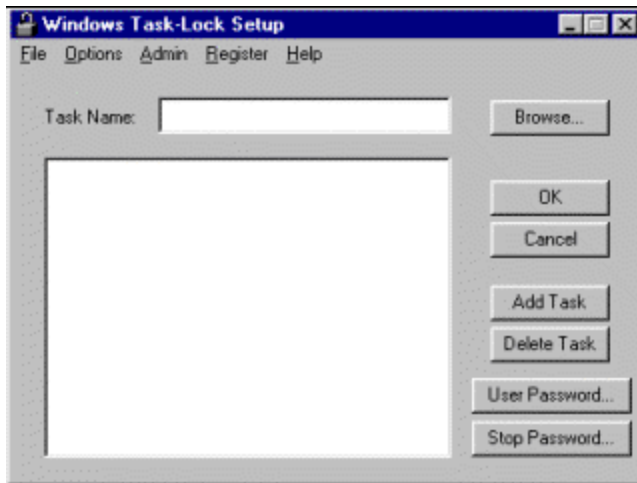 Windows Task-Lock Setup
File Options Admin Register Help
Task Name:
Browse...
OK
Cancel
Add Task
Delete Task
User Password...
Stop Password...